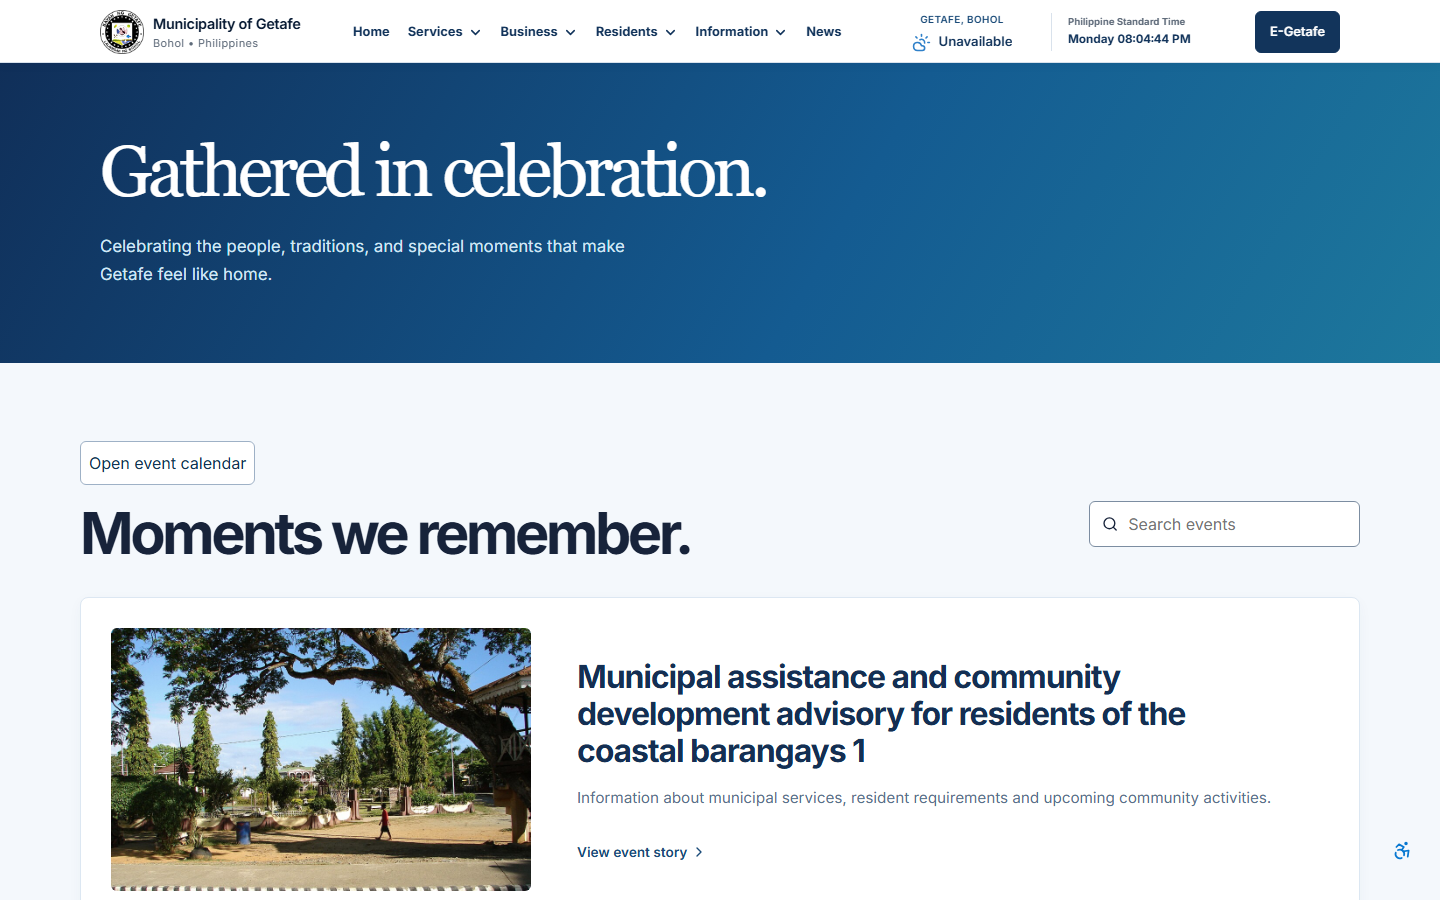 Municipality of Getafe
Bohol • Philippines
Home
Services
Business
Residents
Information
News
GETAFE, BOHOL
Unavailable
Philippine Standard Time
Monday 08:04:44 PM
E-Getafe
Gathered in celebration.
Celebrating the people, traditions, and special moments that make
Getafe feel like home.
Open event calendar
Moments we remember.
Search events
Municipal assistance and community
development advisory for residents of the
coastal barangays 1
Information about municipal services, resident requirements and upcoming community activities.
View event story